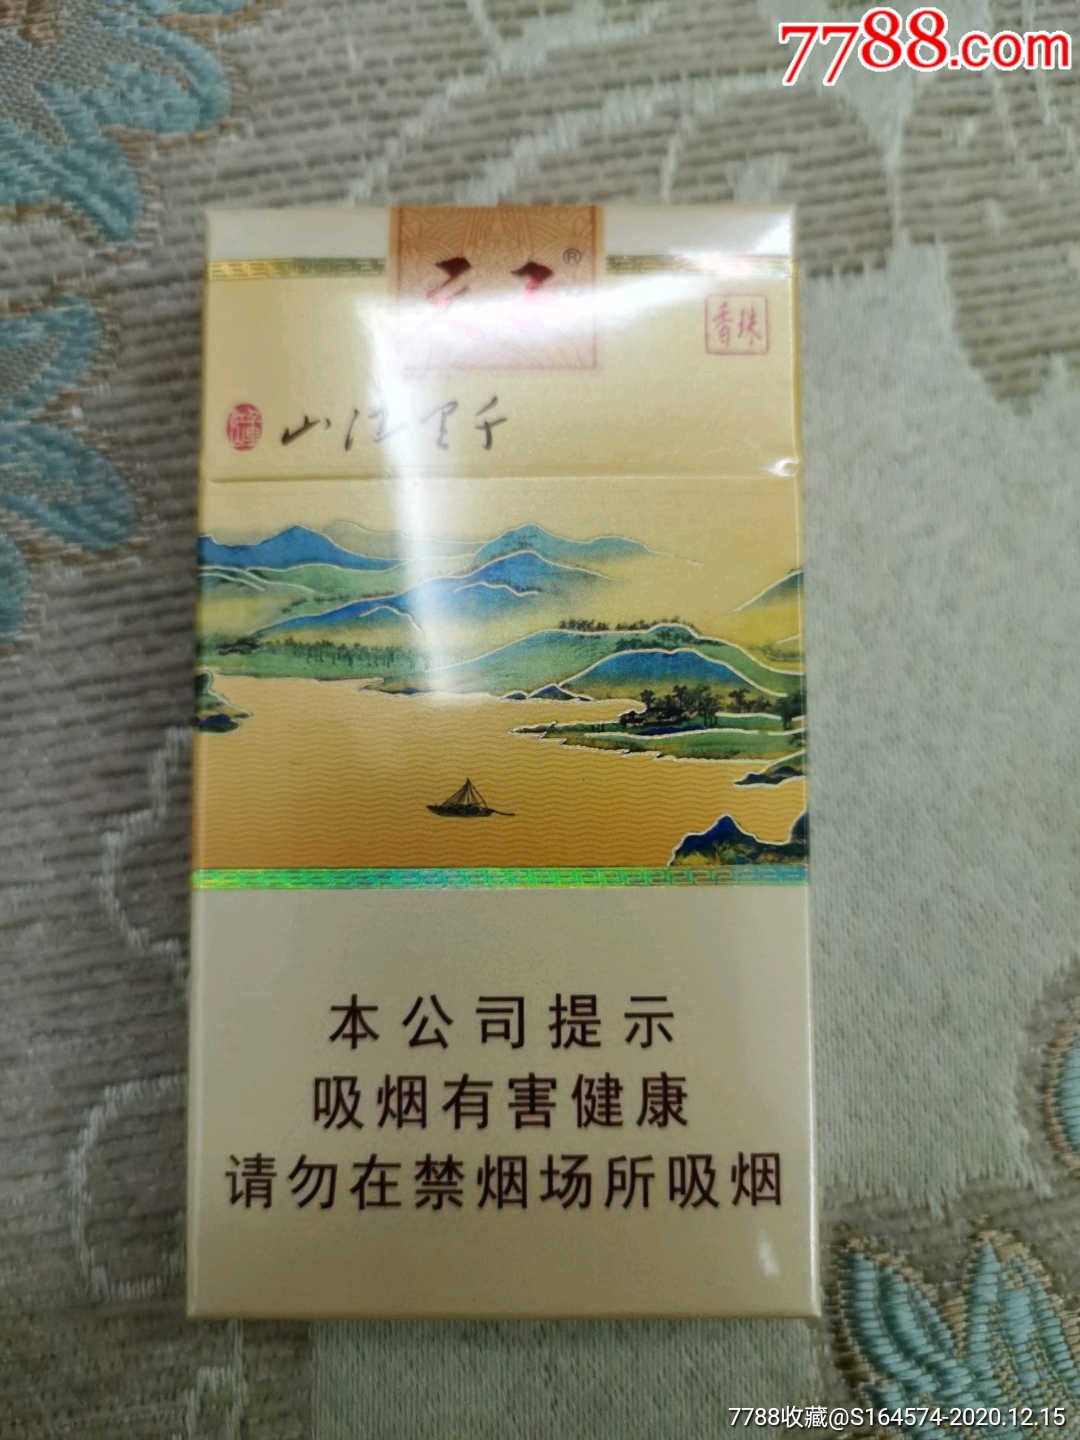 7788.com
天子®
香珠
山江里千
本公司提示
吸烟有害健康
请勿在禁烟场所吸烟
7788收藏@S164574-2020.12.15